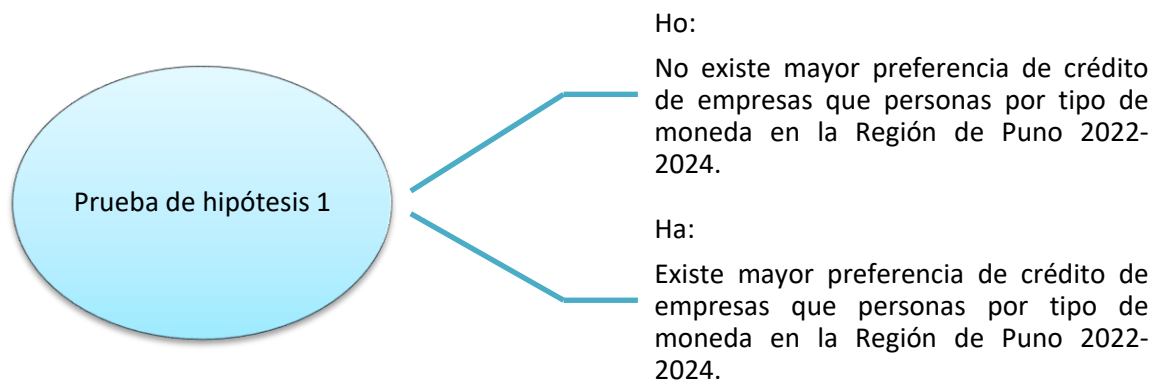 Prueba de hipótesis 1
Ho:
No existe mayor preferencia de crédito
de empresas que personas por tipo de
moneda en la Región de Puno 2022-
2024.
Ha:
Existe mayor preferencia de crédito de
empresas que personas por tipo de
moneda en la Región de Puno 2022-
2024.